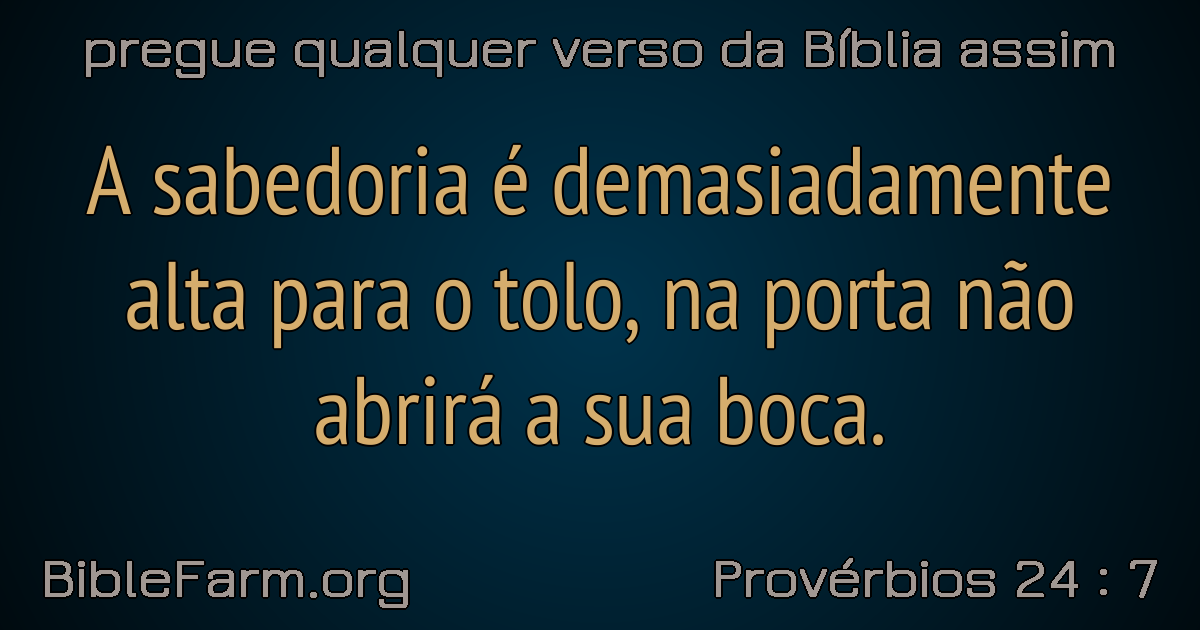 pregue qualquer verso da Bíblia assim
A sabedoria é demasiadamente
alta para o tolo, na porta não
abrirá a sua boca.
BibleFarm.org
Provérbios 24 : 7